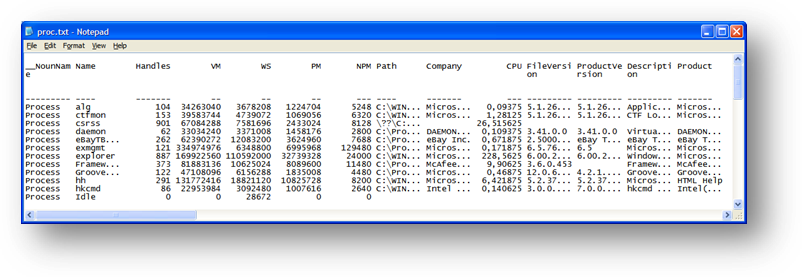 proc.txt - Notepad
File Edit Format View Help
__NounNam Name Handles VM WS PM NPM Path Company CPU FileVersi ProductVe Descripti Product
e on rsion on
--------- ---- ------- -- -- -- --- ---- ------- --- --------- --------- --------- -------
Process alg 104 34263040 3678208 1224704 5248 C:\WIN... Micros... 0,09375 5.1.26... 5.1.26... Applic... Micros...
Process ctfmon 153 39583744 4739072 1069056 6320 C:\WIN... Micros... 1,28125 5.1.26... 5.1.26... CTF Lo... Micros...
Process csrss 901 67084288 7581696 2433024 8128 \??\C:... 26,515625
Process daemon 62 33034240 3371008 1458176 2800 C:\Pro... DAEMON... 0,109375 3.41.0.0 3.41.0.0 Virtua... DAEMON...
Process eBayTB... 262 62390272 12083200 3624960 7688 C:\Pro... eBay Inc. 0,671875 2.5000... eBay T... eBay T... eBay T...
Process exmgmt 121 334974976 6348800 6995968 129480 C:\Pro... Micros... 0,171875 6.5.76... 6.5 Micros... Micros...
Process explorer 887 169922560 110592000 32739328 24000 C:\WIN... Micros... 228,5625 6.00.2... 6.00.2... Window... Micros...
Process Framew... 373 81883136 10625024 8089600 11480 C:\Pro... McAfee... 9,90625 3.6.0.453 Framew... McAfee...
Process Groove... 122 47108096 6156288 1835008 4480 C:\Pro... Micros... 0,46875 12.0.6... 4.2.1.... Groove... Groove...
Process hh 291 131772416 18821120 10825728 8200 C:\WIN... Micros... 6,421875 5.2.37... 5.2.37... Micros... HTML Help
Process hkcmd 86 22953984 3092480 1007616 2640 C:\WIN... Intel ... 0,140625 3.0.0.... 7.0.0.... hkcmd ... Intel(...
Process Idle 0 0 28672 0 0